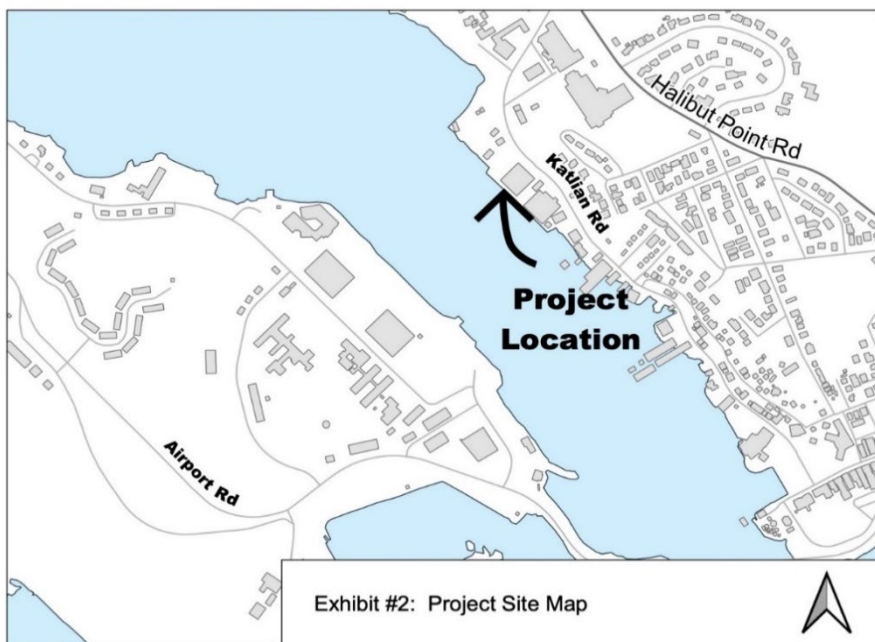 Halibut Point Rd
Katlian Rd
Project
Location
Airport Rd
Exhibit #2:  Project Site Map